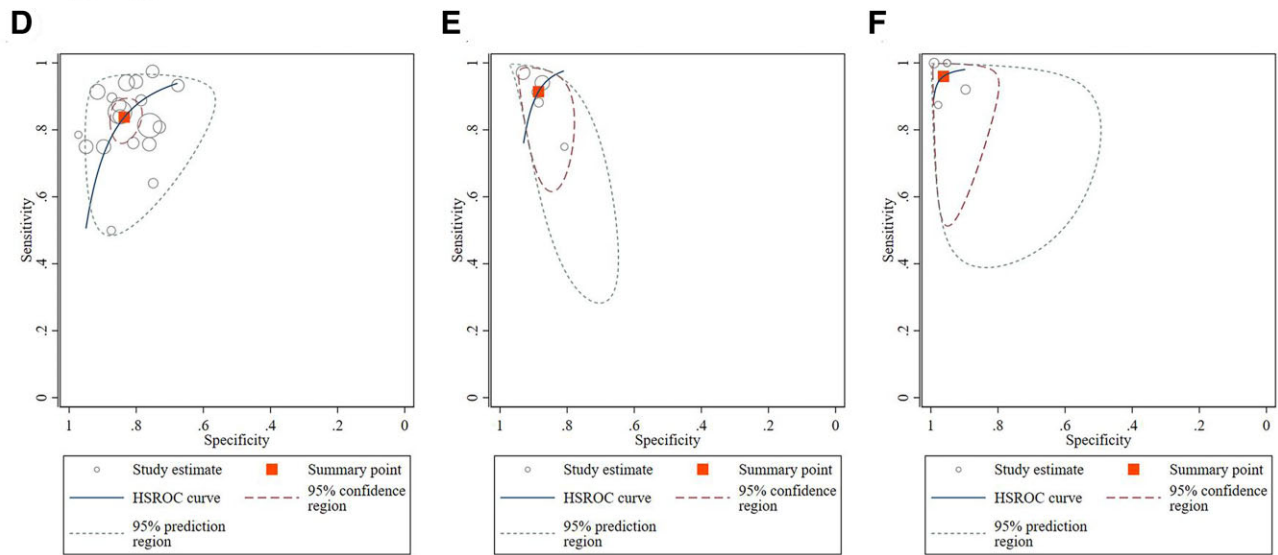 D
1
.8
.6
.4
.2
0
Sensitivity
1 .8 .6 .4 .2 0
Specificity
Study estimate Summary point
HSROC curve 95% confidence
region
95% prediction
region
E
1
.8
.6
.4
.2
0
Sensitivity
1 .8 .6 .4 .2 0
Specificity
Study estimate Summary point
HSROC curve 95% confidence
region
95% prediction
region
F
1
.8
.6
.4
.2
0
Sensitivity
1 .8 .6 .4 .2 0
Specificity
Study estimate Summary point
HSROC curve 95% confidence
region
95% prediction
region